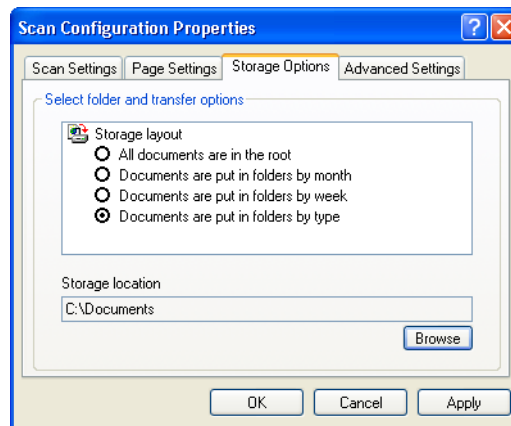 Scan Configuration Properties
Scan Settings Page Settings Storage Options Advanced Settings
Select folder and transfer options
Storage layout
All documents are in the root
Documents are put in folders by month
Documents are put in folders by week
Documents are put in folders by type
Storage location
C:\Documents
Browse
OK Cancel Apply